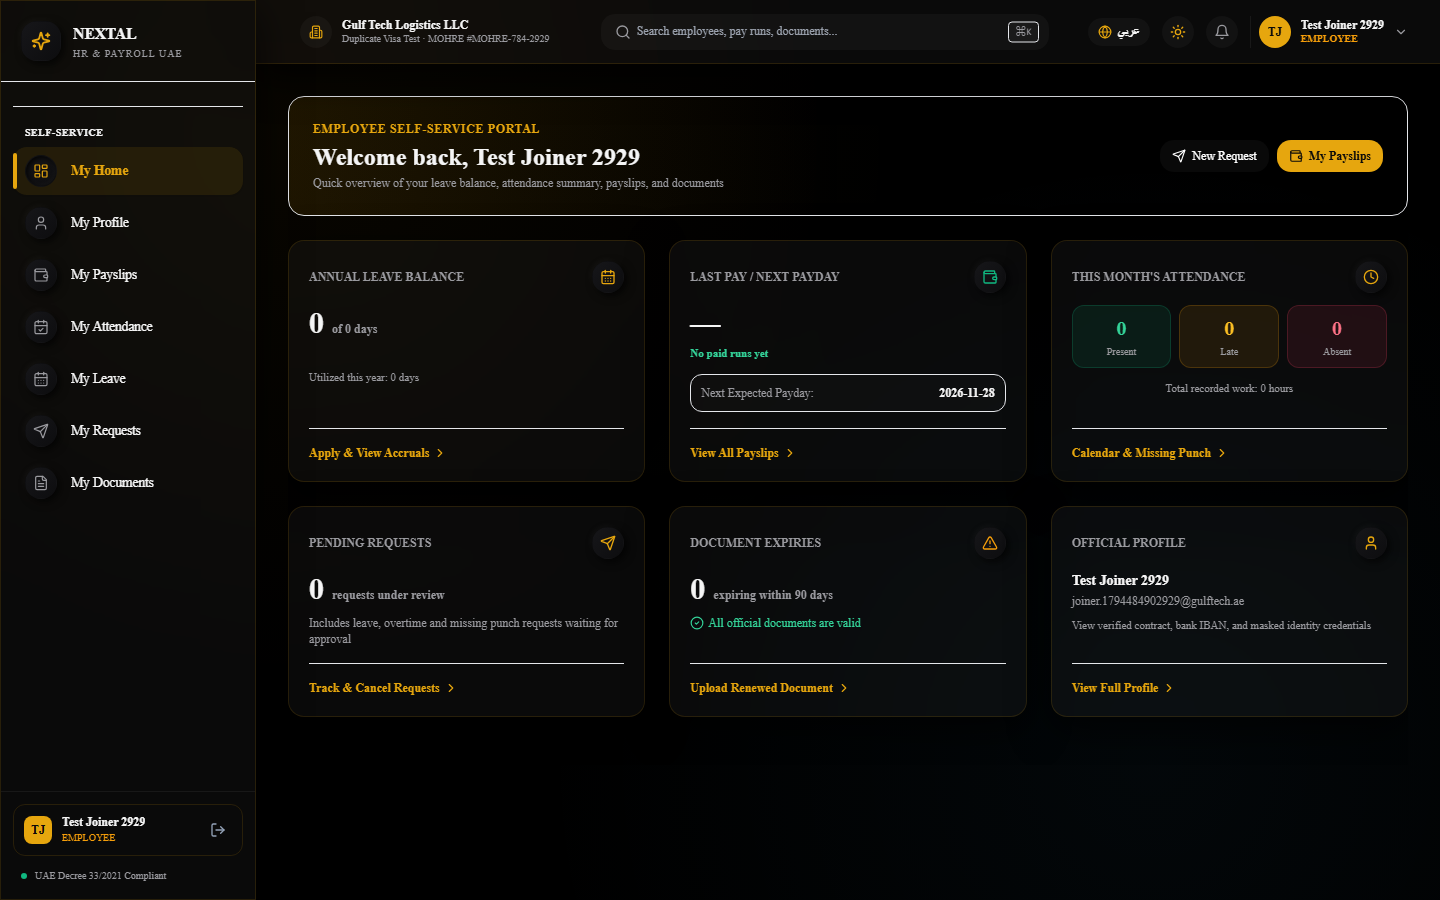 NEXTAL
HR & PAYROLL UAE
SELF-SERVICE
My Home
My Profile
My Payslips
My Attendance
My Leave
My Requests
My Documents
TJ
Test Joiner 2929
EMPLOYEE
UAE Decree 33/2021 Compliant
Gulf Tech Logistics LLC
Duplicate Visa Test · MOHRE #MOHRE-784-2929
Search employees, pay runs, documents...
⌘K
عربي
TJ
Test Joiner 2929
EMPLOYEE
EMPLOYEE SELF-SERVICE PORTAL
Welcome back, Test Joiner 2929
Quick overview of your leave balance, attendance summary, payslips, and documents
New Request
My Payslips
ANNUAL LEAVE BALANCE
0 of 0 days
Utilized this year: 0 days
Apply & View Accruals
LAST PAY / NEXT PAYDAY
—
No paid runs yet
Next Expected Payday: 2026-11-28
View All Payslips
THIS MONTH'S ATTENDANCE
0 0 0
Present Late Absent
Total recorded work: 0 hours
Calendar & Missing Punch
PENDING REQUESTS
0 requests under review
Includes leave, overtime and missing punch requests waiting for
approval
Track & Cancel Requests
DOCUMENT EXPIRIES
0 expiring within 90 days
All official documents are valid
Upload Renewed Document
OFFICIAL PROFILE
Test Joiner 2929
joiner.1794484902929@gulftech.ae
View verified contract, bank IBAN, and masked identity credentials
View Full Profile